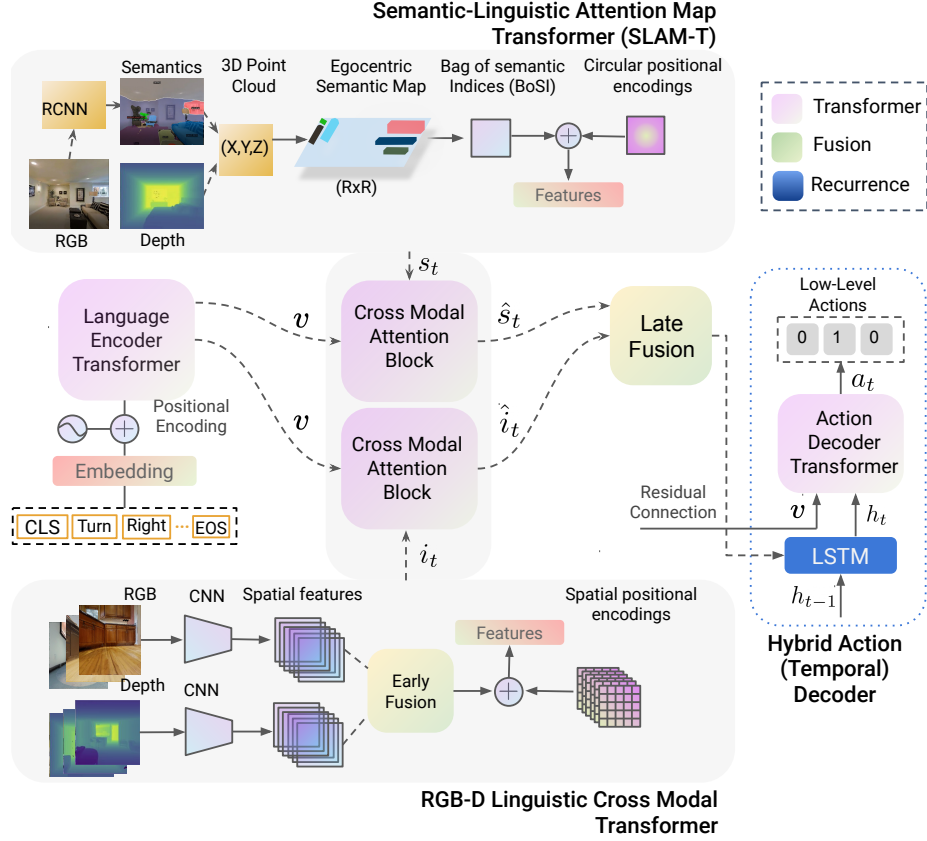 Semantic-Linguistic Attention Map
Transformer (SLAM-T)
Semantics
3D Point
Cloud
Egocentric
Semantic Map
Bag of semantic
Indices (BoSI)
Circular positional
encodings
RCNN
(X,Y,Z)
(RxR)
Features
RGB
Depth
Transformer
Fusion
Recurrence
s_t
Language
Encoder
Transformer
v
Cross Modal
Attention
Block
ŝ_t
Late
Fusion
Low-Level
Actions
0 1 0
a_t
Positional
Encoding
v
Cross Modal
Attention
Block
î_t
Action
Decoder
Transformer
Embedding
CLS Turn Right ... EOS
Residual
Connection
v
h_t
LSTM
h_{t-1}
i_t
RGB
CNN
Spatial features
Spatial positional
encodings
Features
Depth
CNN
Early
Fusion
Hybrid Action
(Temporal)
Decoder
RGB-D Linguistic Cross Modal
Transformer